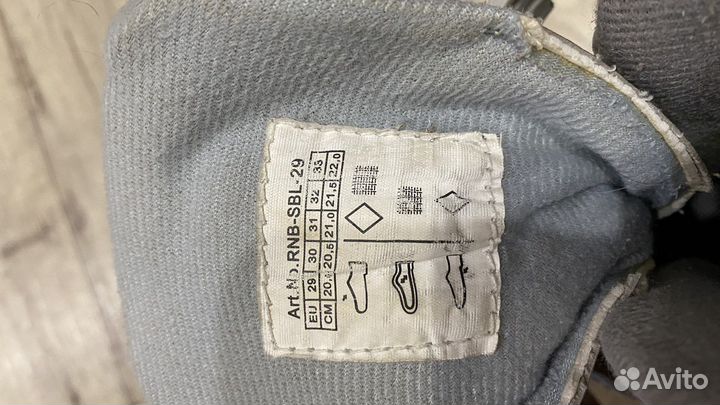 Art.No.RNB-SBL-29
EU 29 30 31 32 33
CM 20,0 20,5 21,0 21,5 22,0
Avito